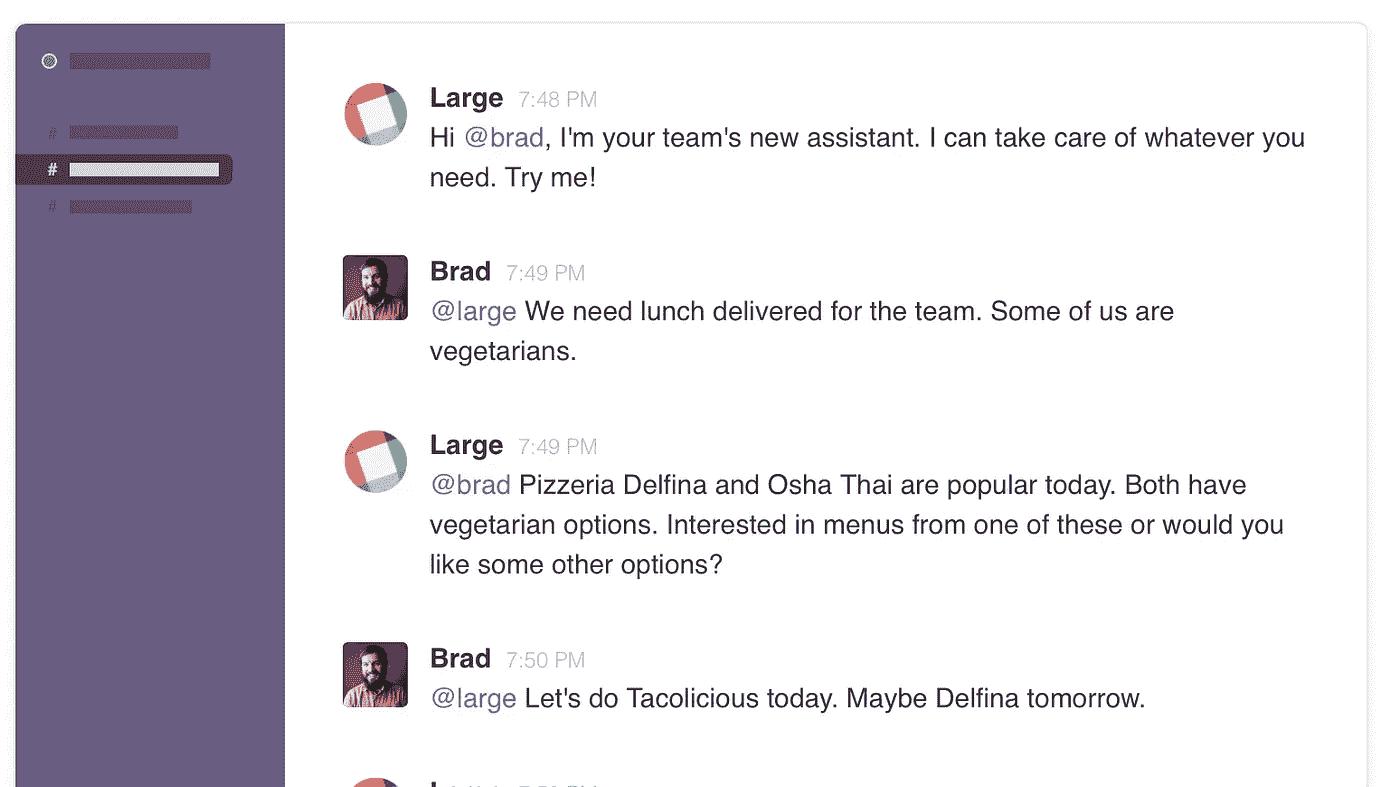 Large 7:48 PM
Hi @brad, I'm your team's new assistant. I can take care of whatever you
need. Try me!
Brad 7:49 PM
@large We need lunch delivered for the team. Some of us are
vegetarians.
Large 7:49 PM
@brad Pizzeria Delfina and Osha Thai are popular today. Both have
vegetarian options. Interested in menus from one of these or would you
like some other options?
Brad 7:50 PM
@large Let's do Tacolicious today. Maybe Delfina tomorrow.
#
#
#